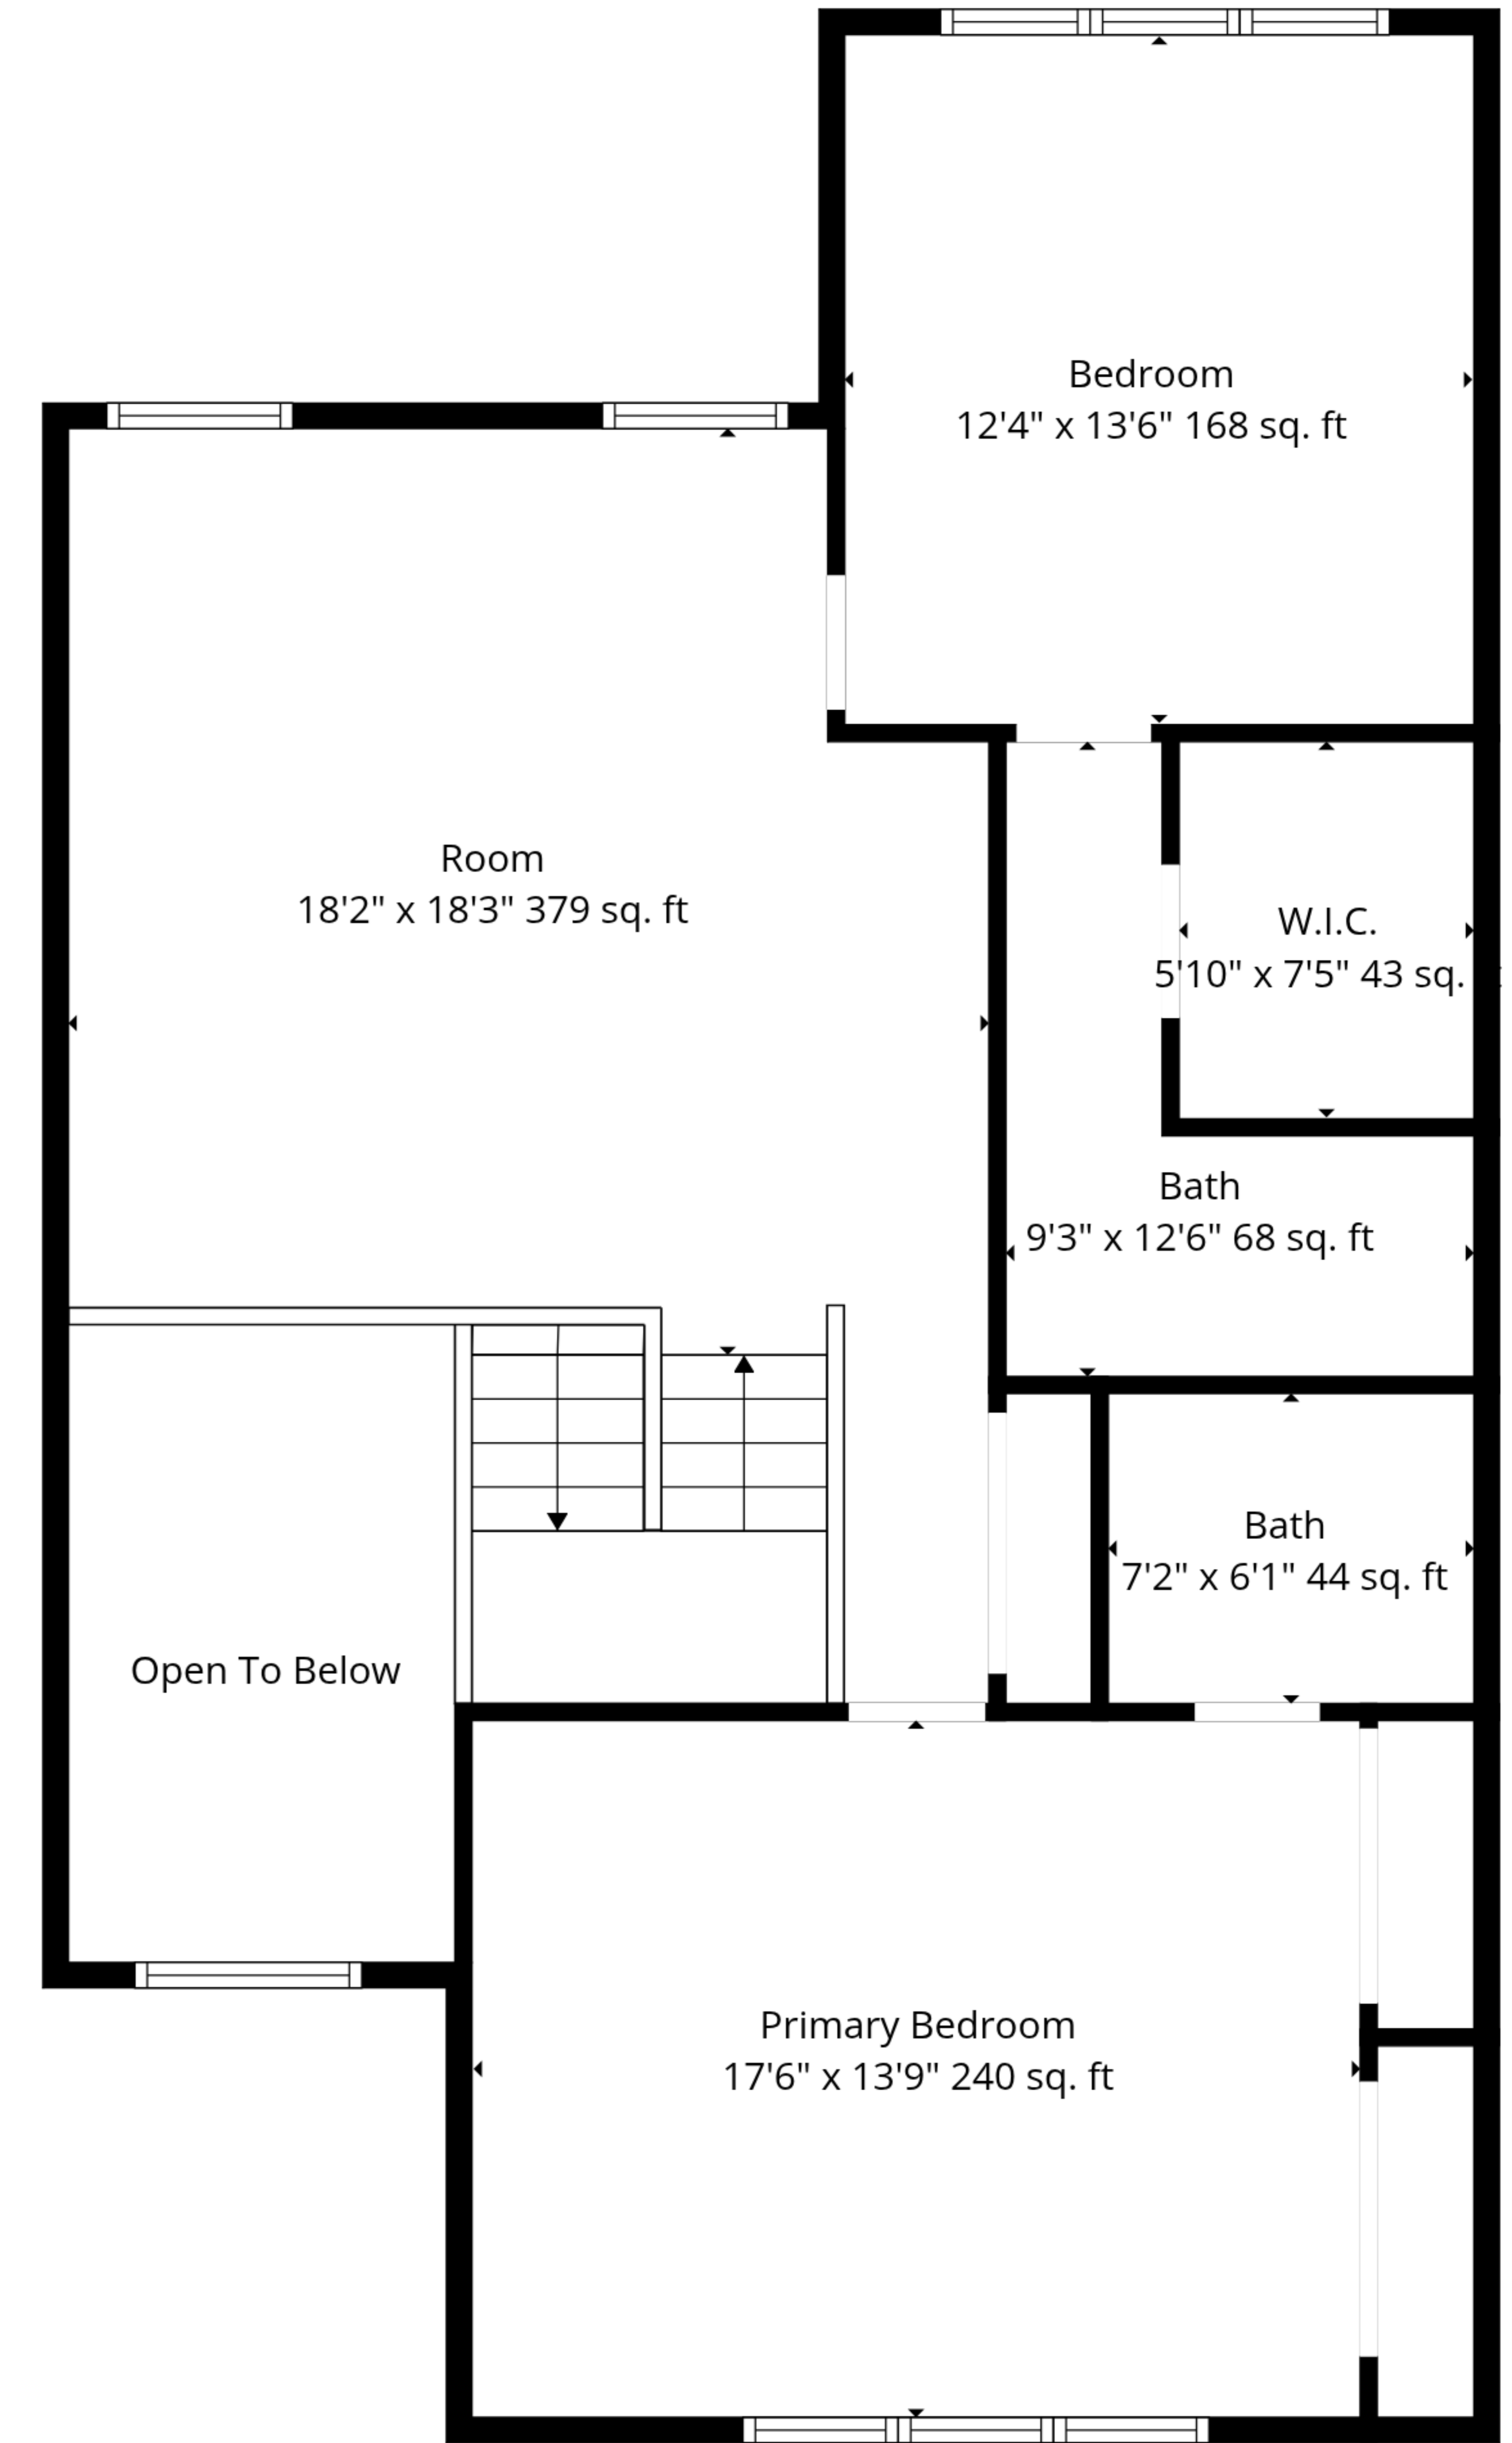 Bedroom
12'4" x 13'6" 168 sq. ft
Room
18'2" x 18'3" 379 sq. ft
W.I.C.
5'10" x 7'5" 43 sq.
Bath
9'3" x 12'6" 68 sq. ft
Bath
7'2" x 6'1" 44 sq. ft
Open To Below
Primary Bedroom
17'6" x 13'9" 240 sq. ft